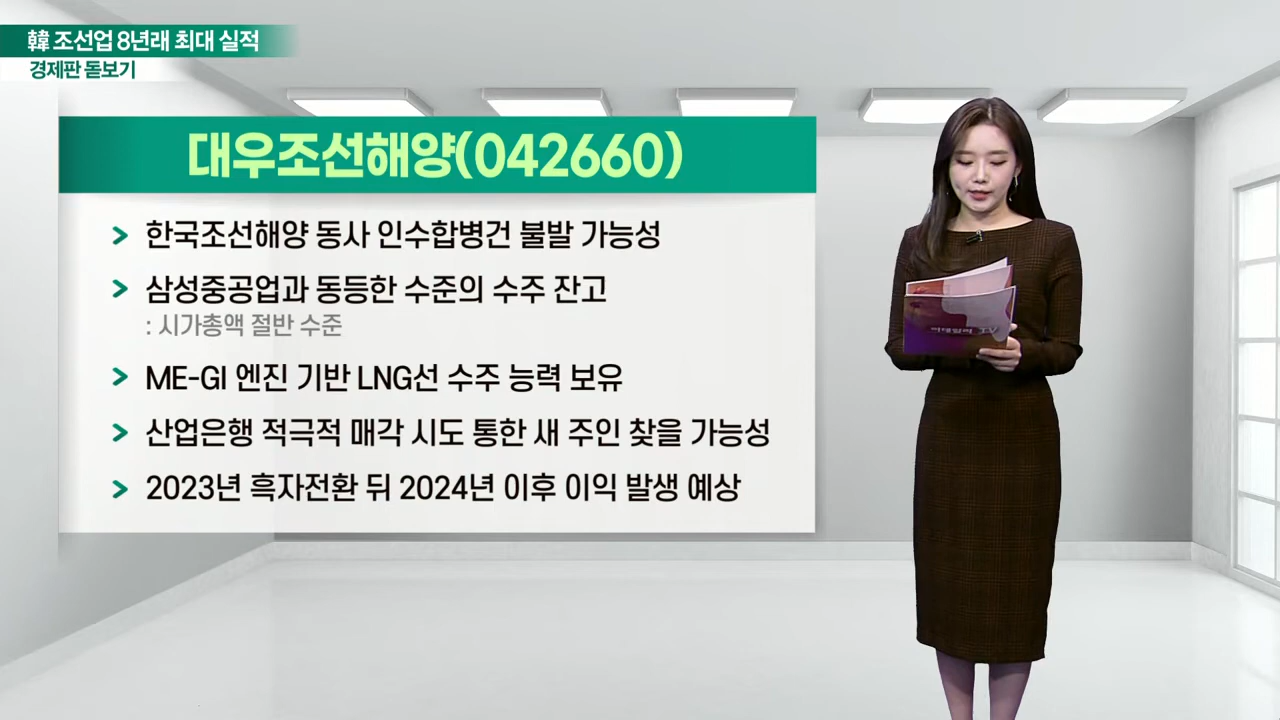 韓 조선업 8년래 최대 실적
경제판 돋보기
대우조선해양(042660)
> 한국조선해양 동사 인수합병건 불발 가능성
> 삼성중공업과 동등한 수준의 수주 잔고
: 시가총액 절반 수준
> ME-GI 엔진 기반 LNG선 수주 능력 보유
> 산업은행 적극적 매각 시도 통한 새 주인 찾을 가능성
> 2023년 흑자전환 뒤 2024년 이후 이익 발생 예상
TV